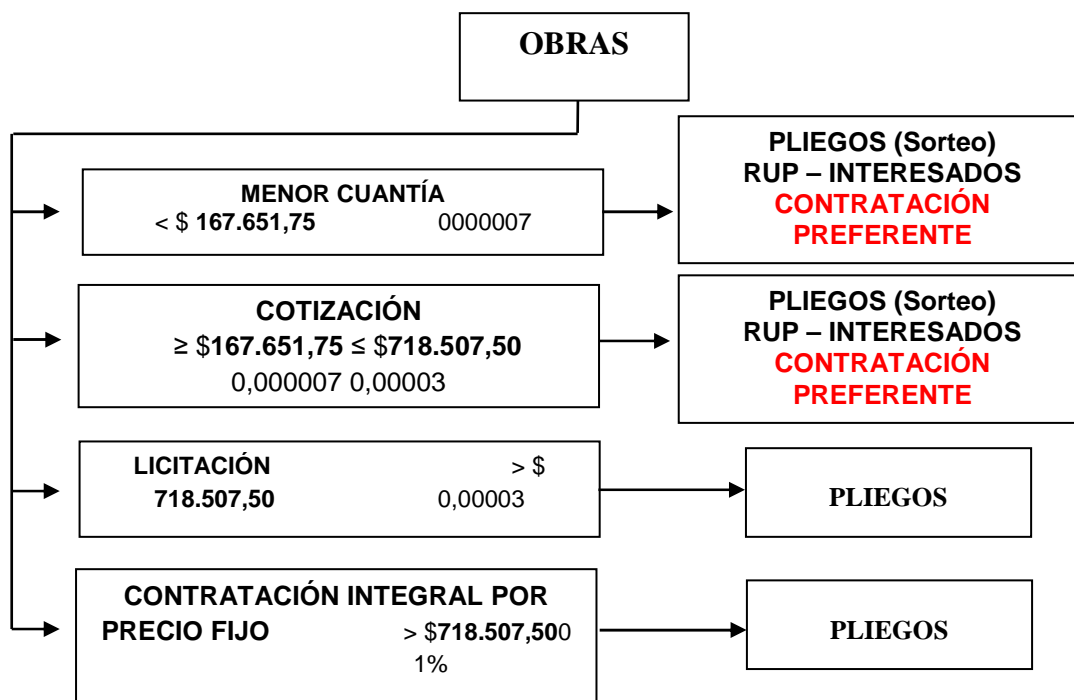 OBRAS
MENOR CUANTÍA
< $ 167.651,75 0000007
PLIEGOS (Sorteo)
RUP – INTERESADOS
CONTRATACIÓN
PREFERENTE
COTIZACIÓN
≥ $167.651,75 ≤ $718.507,50
0,000007 0,00003
PLIEGOS (Sorteo)
RUP – INTERESADOS
CONTRATACIÓN
PREFERENTE
LICITACIÓN > $
718.507,50 0,00003
PLIEGOS
CONTRATACIÓN INTEGRAL POR
PRECIO FIJO > $718.507,500
1%
PLIEGOS